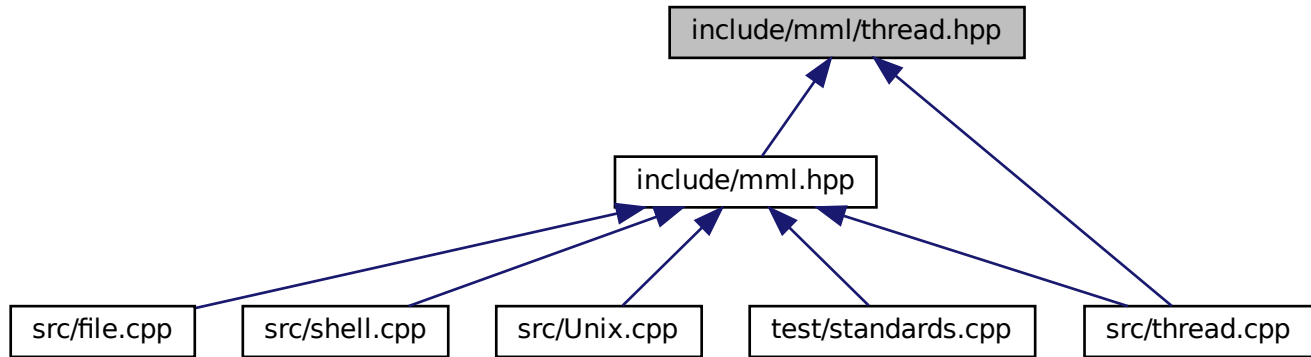 include/mml/thread.hpp
include/mml.hpp
src/file.cpp
src/shell.cpp
src/Unix.cpp
test/standards.cpp
src/thread.cpp